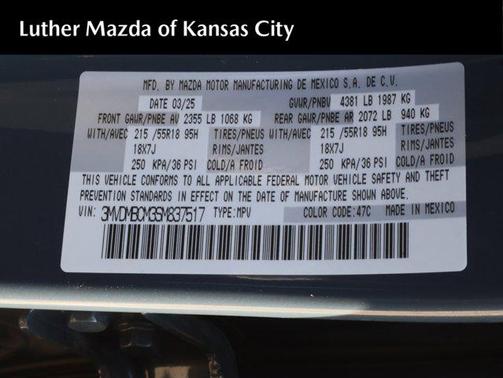 Luther Mazda of Kansas City
MFD. BY MAZDA MOTOR MANUFACTURING DE MEXICO S.A. DE C.V.
DATE 03/25 GVWR/PNBV 4381 LB 1987 KG
FRONT GAWR/PNBE AV 2355 LB 1068 KG REAR GAWR/PNBE AR 2072 LB 940 KG
WITH/AVEC 215 /55R18 95H TIRES/PNEUS WITH/AVEC 215 /55R18 95H TIRES/PNEUS
18X7J RIMS/JANTES 18X7J RIMS/JANTES
250 KPA/36 PSI COLD/A FROID 250 KPA/36 PSI COLD/A FROID
THIS VEHICLE CONFORMS TO ALL APPLICABLE FEDERAL MOTOR VEHICLE SAFETY AND THEFT
PREVENTION STANDARDS IN EFFECT ON THE DATE OF MANUFACTURE SHOWN ABOVE.
VIN: 3MVDMBCM3SM837517 TYPE: MPV COLOR CODE: 47C MADE IN MEXICO